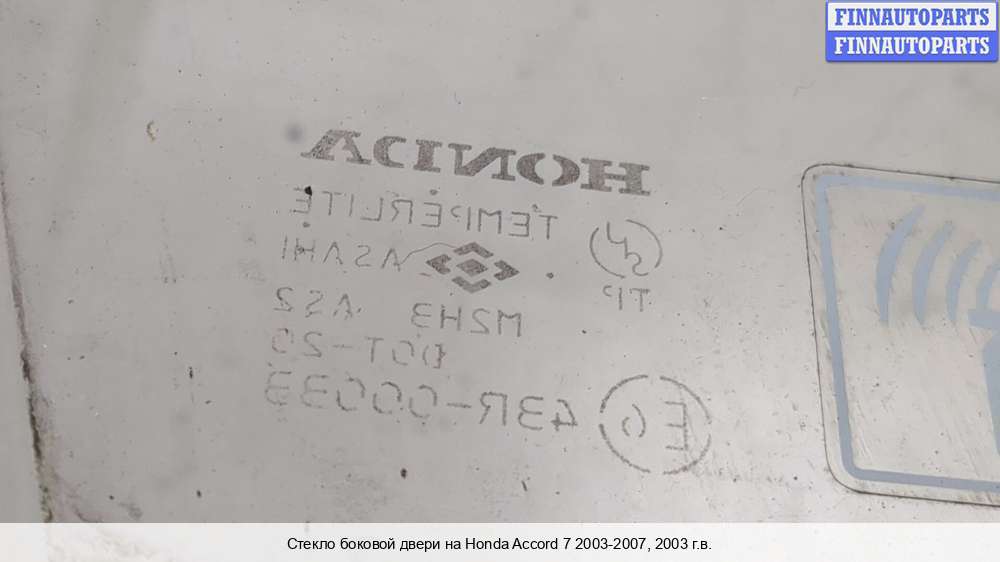 FINNAUTOPARTS
FINNAUTOPARTS
HONDA
TEMPERLITE
ASAHI
TP
M2H3 AS2
DOT-20
E6 43R-00033
Стекло боковой двери на Honda Accord 7 2003-2007, 2003 г.в.